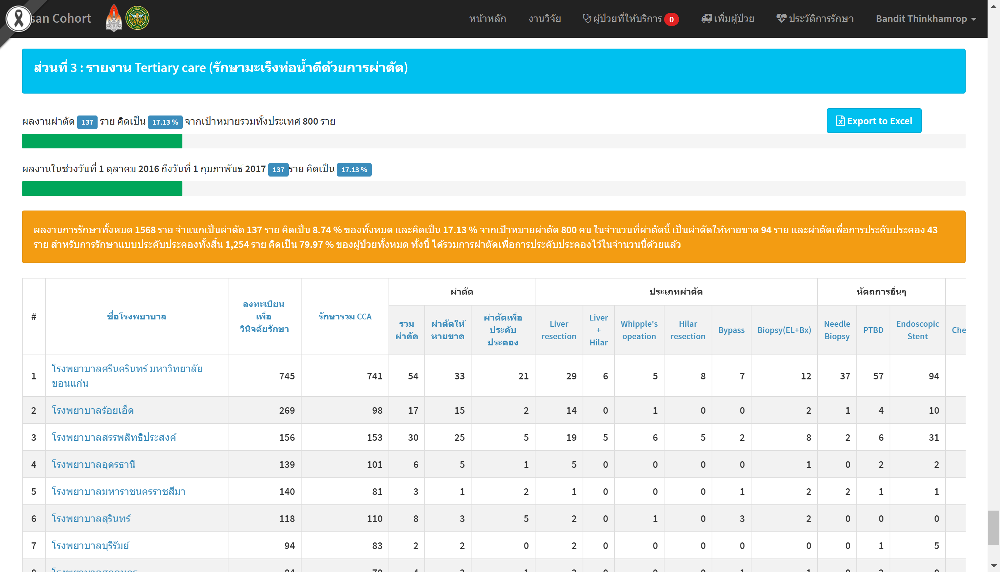 san Cohort
หน้าหลัก งานวิจัย ผู้ป่วยที่ให้บริการ 0 เพิ่มผู้ป่วย ประวัติการรักษา Bandit Thinkhamrop
ส่วนที่ 3 : รายงาน Tertiary care (รักษามะเร็งท่อน้ำดีด้วยการผ่าตัด)
ผลงานผ่าตัด 137 ราย คิดเป็น 17.13 % จากเป้าหมายรวมทั้งประเทศ 800 ราย
Export to Excel
ผลงานในช่วงวันที่ 1 ตุลาคม 2016 ถึงวันที่ 1 กุมภาพันธ์ 2017 137 ราย คิดเป็น 17.13 %
ผลงานการรักษาทั้งหมด 1568 ราย จำแนกเป็นผ่าตัด 137 ราย คิดเป็น 8.74 % ของทั้งหมด และคิดเป็น 17.13 % จากเป้าหมายผ่าตัด 800 คน ในจำนวนที่ผ่าตัดนี้ เป็นผ่าตัดให้หายขาด 94 ราย และผ่าตัดเพื่อการประคับประคอง 43
ราย สำหรับการรักษาแบบประคับประคองทั้งสิ้น 1,254 ราย คิดเป็น 79.97 % ของผู้ป่วยทั้งหมด ทั้งนี้ ได้รวมการผ่าตัดเพื่อการประคับประคองไว้ในจำนวนนี้ด้วยแล้ว
# ชื่อโรงพยาบาล
ลงทะเบียน
เพื่อ
วินิจฉัยรักษา
รักษารวม CCA
ผ่าตัด
รวม
ผ่าตัด
ผ่าตัดให้
หายขาด
ผ่าตัดเพื่อ
ประคับ
ประคอง
ประเภทผ่าตัด
Liver
resection
Liver
+
Hilar
Whipple's
opeation
Hilar
resection
Bypass
Biopsy(EL+Bx)
หัตถการอื่นๆ
Needle
Biopsy
PTBD
Endoscopic
Stent
Che
1 โรงพยาบาลศรีนครินทร์ มหาวิทยาลัย
ขอนแก่น
745 741 54 33 21 29 6 5 8 7 12 37 57 94
2 โรงพยาบาลร้อยเอ็ด 269 98 17 15 2 14 0 1 0 0 2 1 4 10
3 โรงพยาบาลสรรพสิทธิประสงค์ 156 153 30 25 5 19 5 6 5 2 8 2 6 31
4 โรงพยาบาลอุดรธานี 139 101 6 5 1 5 0 0 0 0 1 0 2 2
5 โรงพยาบาลมหาราชนครราชสีมา 140 81 3 1 2 1 0 0 0 1 2 2 1 1
6 โรงพยาบาลสุรินทร์ 118 110 8 3 5 2 0 1 0 3 2 0 0 0
7 โรงพยาบาลบุรีรัมย์ 94 83 2 2 0 2 0 0 0 0 0 0 1 5